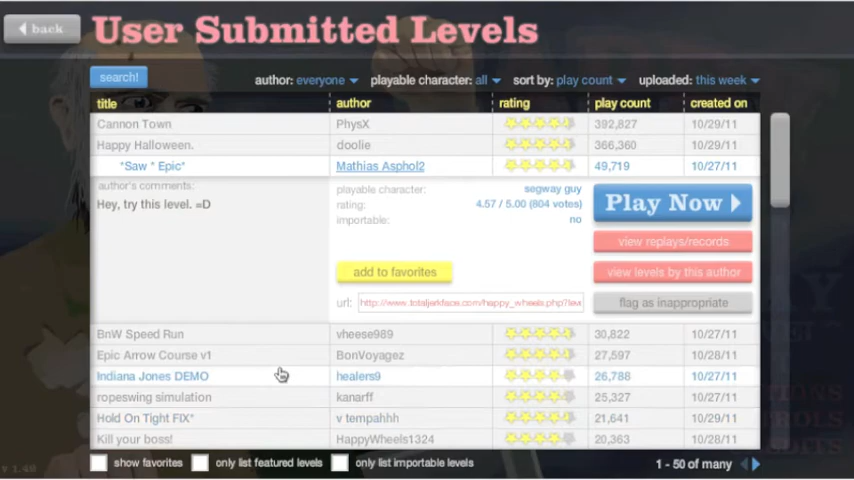 back
User Submitted Levels
search!
author: everyone playable character: all sort by: play count uploaded: this week
title author rating play count created on
Cannon Town PhysX 392,827 10/29/11
Happy Halloween. doolie 366,360 10/29/11
*Saw * Epic* Mathias Asphol2 49,719 10/27/11
author's comments:
Hey, try this level. =D
playable character: segway guy
rating: 4.57 / 5.00 (804 votes)
importable: no
Play Now
view replays/records
add to favorites
view levels by this author
url: http://www.totaljerkface.com/happy_wheels.php?lev
flag as inappropriate
BnW Speed Run vheese989 30,822 10/27/11
Epic Arrow Course v1 BonVoyagez 27,597 10/28/11
Indiana Jones DEMO healers9 26,788 10/27/11
ropeswing simulation kanarff 25,327 10/27/11
Hold On Tight FIX* v tempahhh 21,641 10/29/11
Kill your boss! HappyWheels1324 20,363 10/28/11
show favorites only list featured levels only list importable levels 1 - 50 of many